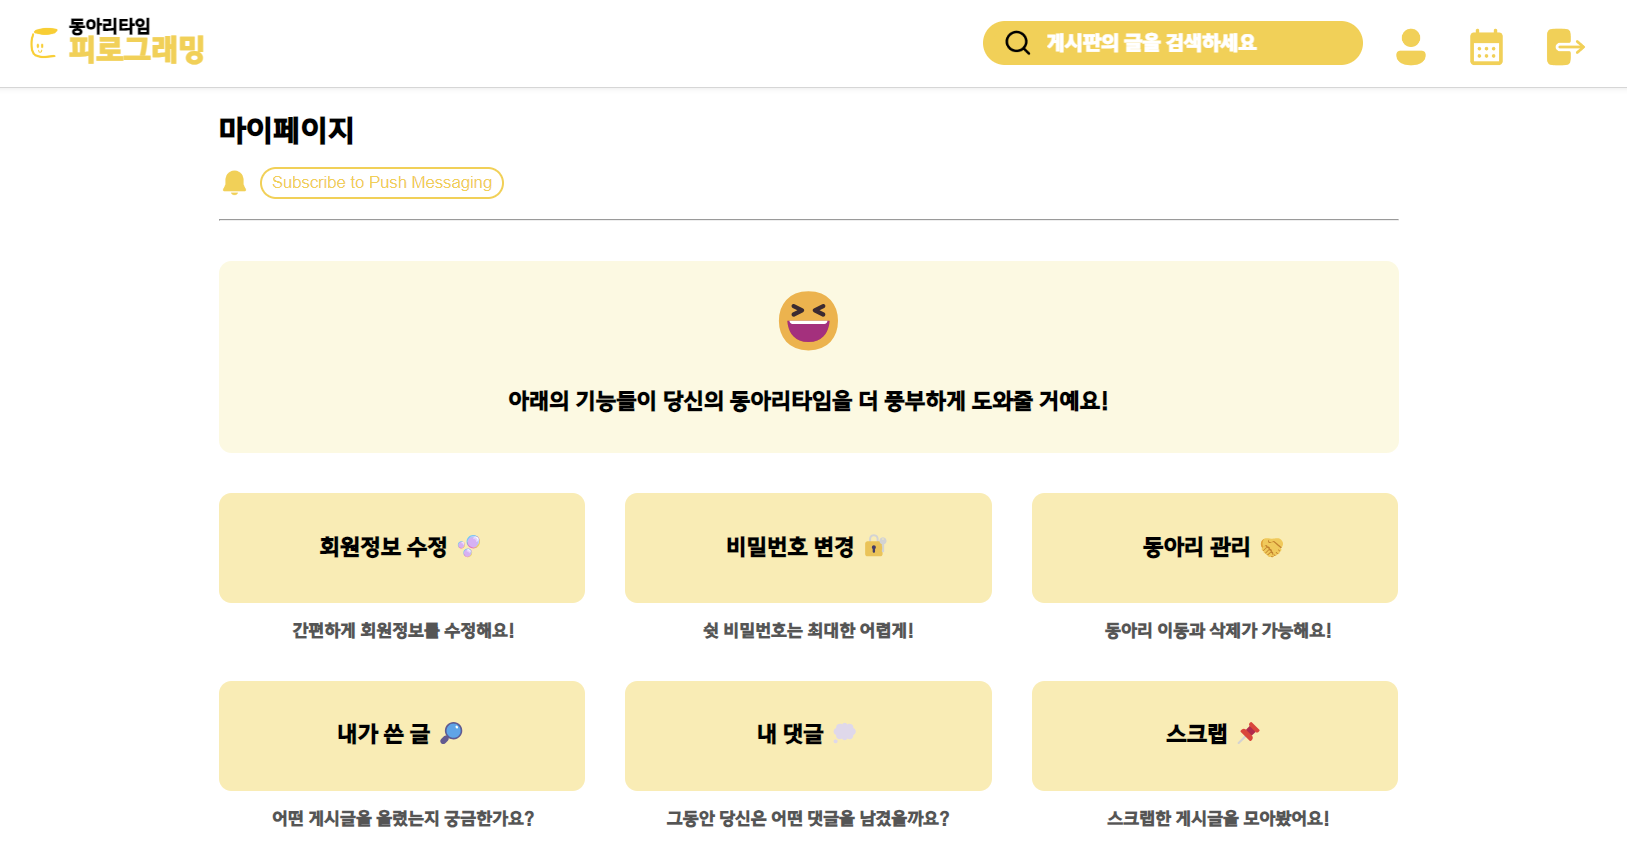 동아리타임
피로그래밍
게시판의 글을 검색하세요
마이페이지
Subscribe to Push Messaging
아래의 기능들이 당신의 동아리타임을 더 풍부하게 도와줄 거예요!
회원정보 수정
비밀번호 변경
동아리 관리
간편하게 회원정보를 수정해요!
쉿 비밀번호는 최대한 어렵게!
동아리 이동과 삭제가 가능해요!
내가 쓴 글
내 댓글
스크랩
어떤 게시글을 올렸는지 궁금한가요?
그동안 당신은 어떤 댓글을 남겼을까요?
스크랩한 게시글을 모아봤어요!